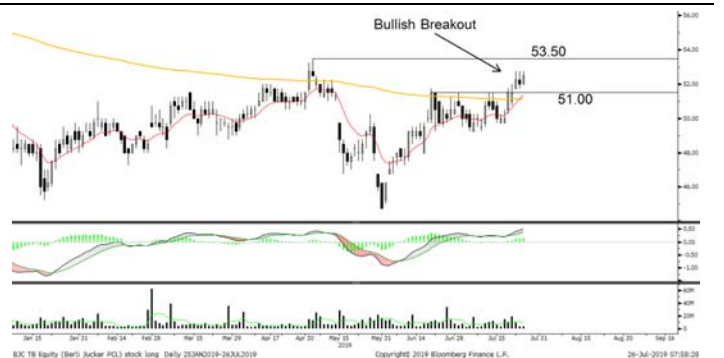 56.00
Bullish Breakout
54.00
53.50
52.00
51.00
50.00
48.00
46.00
0.50
0.00
-0.50
-1.00
60M
40M
20M
0
Jan 15 Jan 31 Feb 14 Feb 28 Mar 15 Mar 29 Apr 17 Apr 30 May 15 May 31 Jun 14 Jun 28 Jul 15 Jul 31 Aug 15 Aug 30 Sep 16
2019
BJC TB Equity (Berli Jucker PCL) stock long Daily 25JAN2019-26JUL2019 Copyright© 2019 Bloomberg Finance L.P. 26-Jul-2019 07:58:28